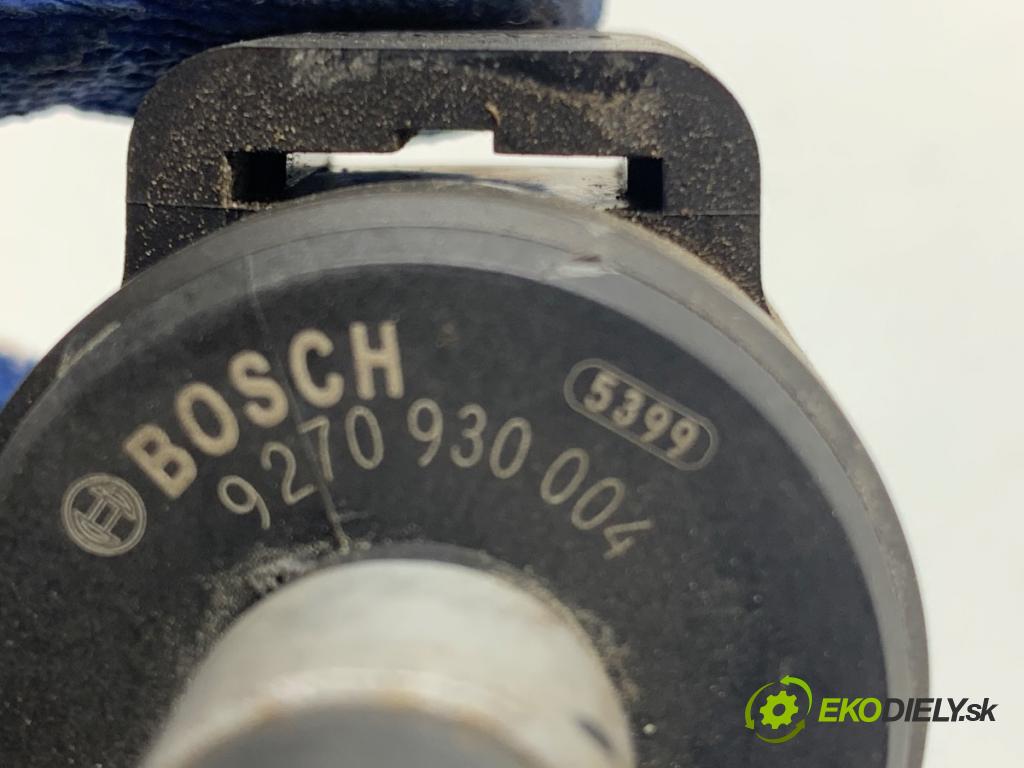 BOSCH
9270 930 004
5399
EKODIELY.sk